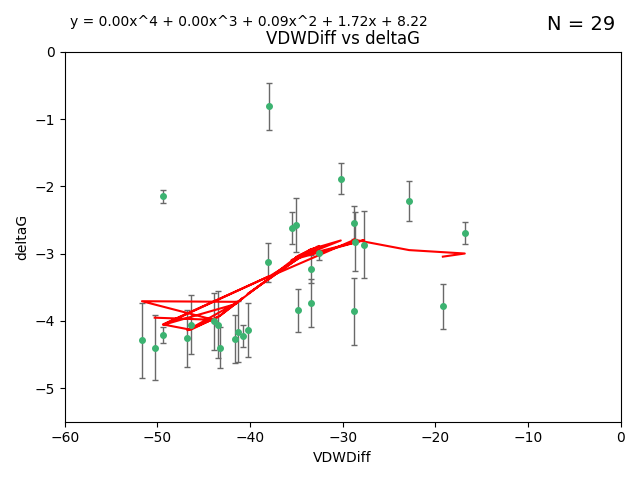 y = 0.00x^4 + 0.00x^3 + 0.09x^2 + 1.72x + 8.22
N = 29
VDWDiff vs deltaG
0
−1
−2
−3
−4
−5
deltaG
−60 −50 −40 −30 −20 −10 0
VDWDiff